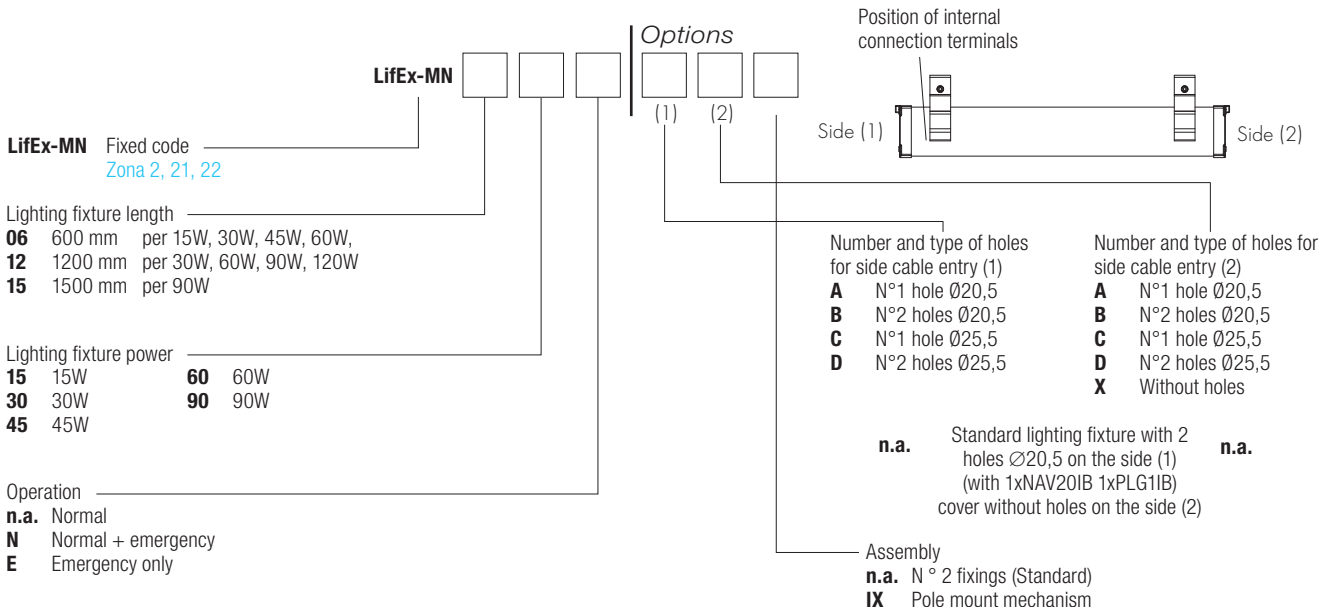 Options
Position of internal
connection terminals
LifEx-MN
(1) (2)
Side (1)
Side (2)
LifEx-MN Fixed code
Zona 2, 21, 22
Lighting fixture length
06 600 mm per 15W, 30W, 45W, 60W,
12 1200 mm per 30W, 60W, 90W, 120W
15 1500 mm per 90W
Lighting fixture power
15 15W 60 60W
30 30W 90 90W
45 45W
Operation
n.a. Normal
N Normal + emergency
E Emergency only
Number and type of holes
for side cable entry (1)
A N°1 hole Ø20,5
B N°2 holes Ø20,5
C N°1 hole Ø25,5
D N°2 holes Ø25,5
Number and type of holes for
side cable entry (2)
A N°1 hole Ø20,5
B N°2 holes Ø20,5
C N°1 hole Ø25,5
D N°2 holes Ø25,5
X Without holes
n.a.
Standard lighting fixture with 2
holes ∅20,5 on the side (1)
(with 1xNAV20IB 1xPLG1IB)
cover without holes on the side (2)
n.a.
Assembly
n.a. N ° 2 fixings (Standard)
IX Pole mount mechanism